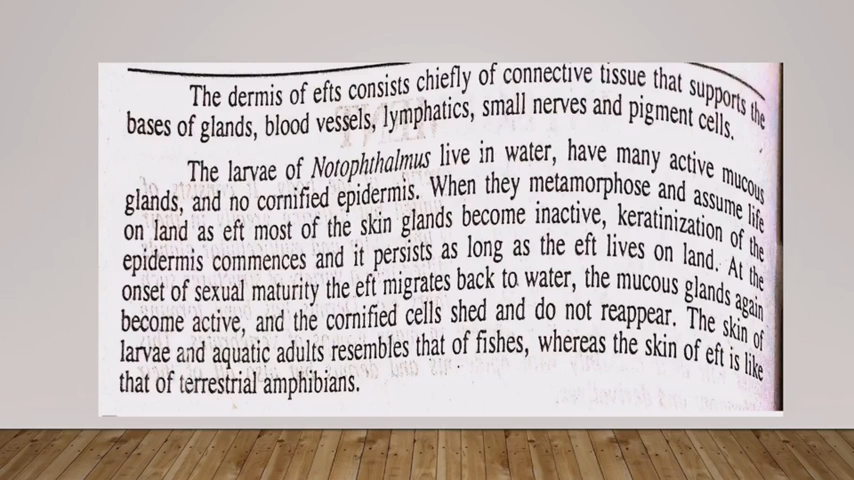 The dermis of efts consists chiefly of connective tissue that supports the
bases of glands, blood vessels, lymphatics, small nerves and pigment cells.
The larvae of Notophthalmus live in water, have many active mucous
glands, and no cornified epidermis. When they metamorphose and assume life
on land as eft most of the skin glands become inactive, keratinization of the
epidermis commences and it persists as long as the eft lives on land. At the
onset of sexual maturity the eft migrates back to water, the mucous glands again
become active, and the cornified cells shed and do not reappear. The skin of
larvae and aquatic adults resembles that of fishes, whereas the skin of eft is like
that of terrestrial amphibians.